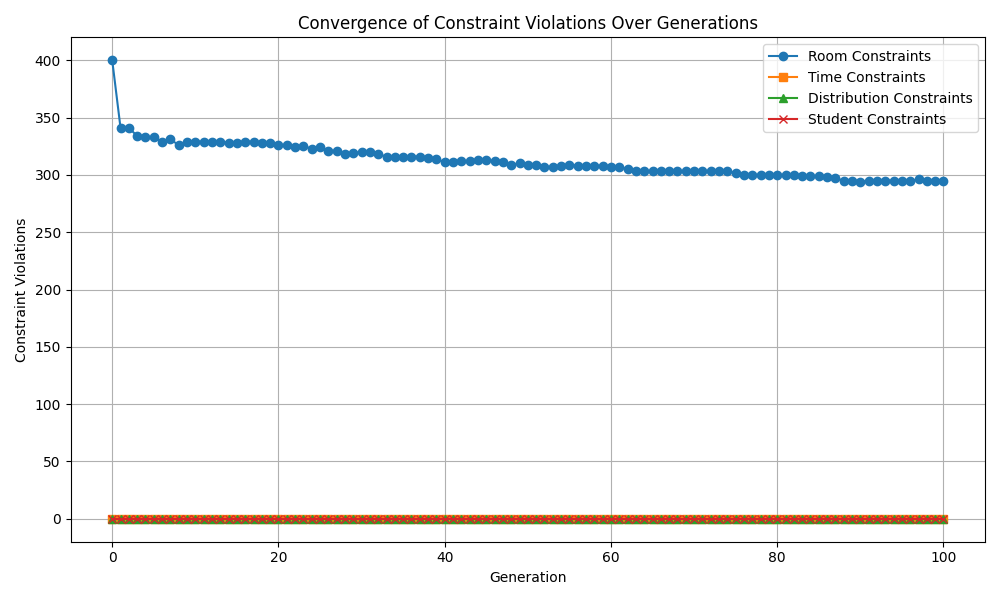 Convergence of Constraint Violations Over Generations
Room Constraints
Time Constraints
Distribution Constraints
Student Constraints
Constraint Violations
400
350
300
250
200
150
100
50
0
0 20 40 60 80 100
Generation